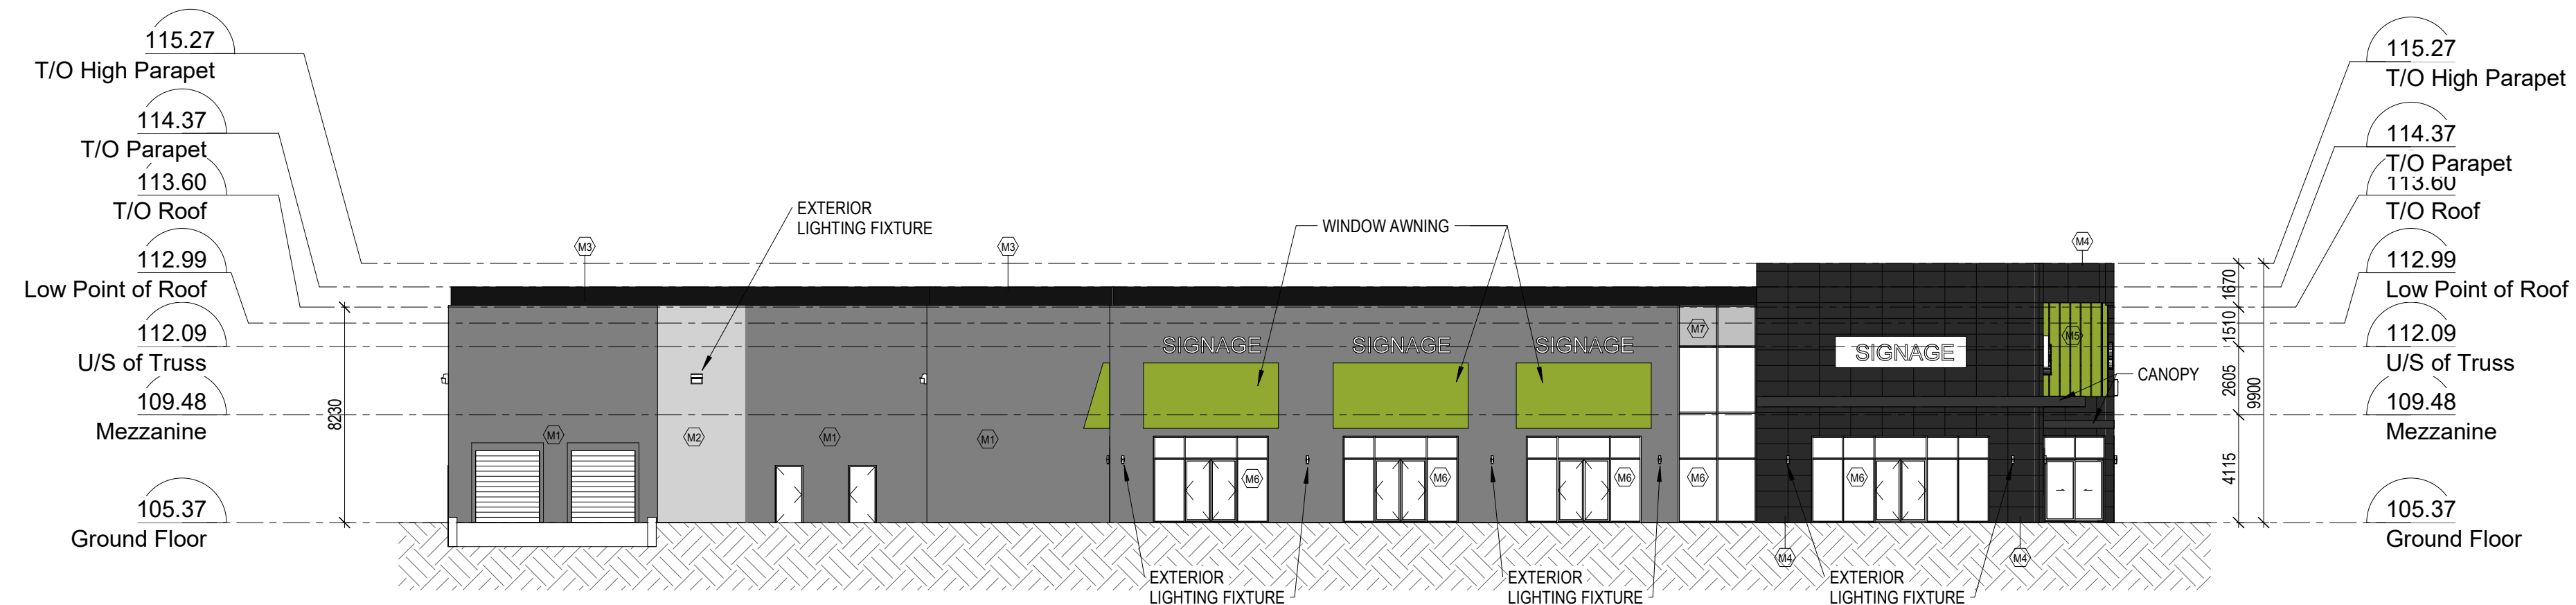 115.27
T/O High Parapet
114.37
T/O Parapet
113.60
T/O Roof
112.99
Low Point of Roof
112.09
U/S of Truss
109.48
Mezzanine
105.37
Ground Floor
8230
M3
EXTERIOR
LIGHTING FIXTURE
M3
WINDOW AWNING
M4
M7
M5
SIGNAGE
SIGNAGE
SIGNAGE
SIGNAGE
CANOPY
M1
M2
M1
M1
M6
M6
M6
M6
M6
M4
M4
EXTERIOR
LIGHTING FIXTURE
EXTERIOR
LIGHTING FIXTURE
EXTERIOR
LIGHTING FIXTURE
1670
1510
2605
9900
4115
115.27
T/O High Parapet
114.37
T/O Parapet
113.60
T/O Roof
112.99
Low Point of Roof
112.09
U/S of Truss
109.48
Mezzanine
105.37
Ground Floor